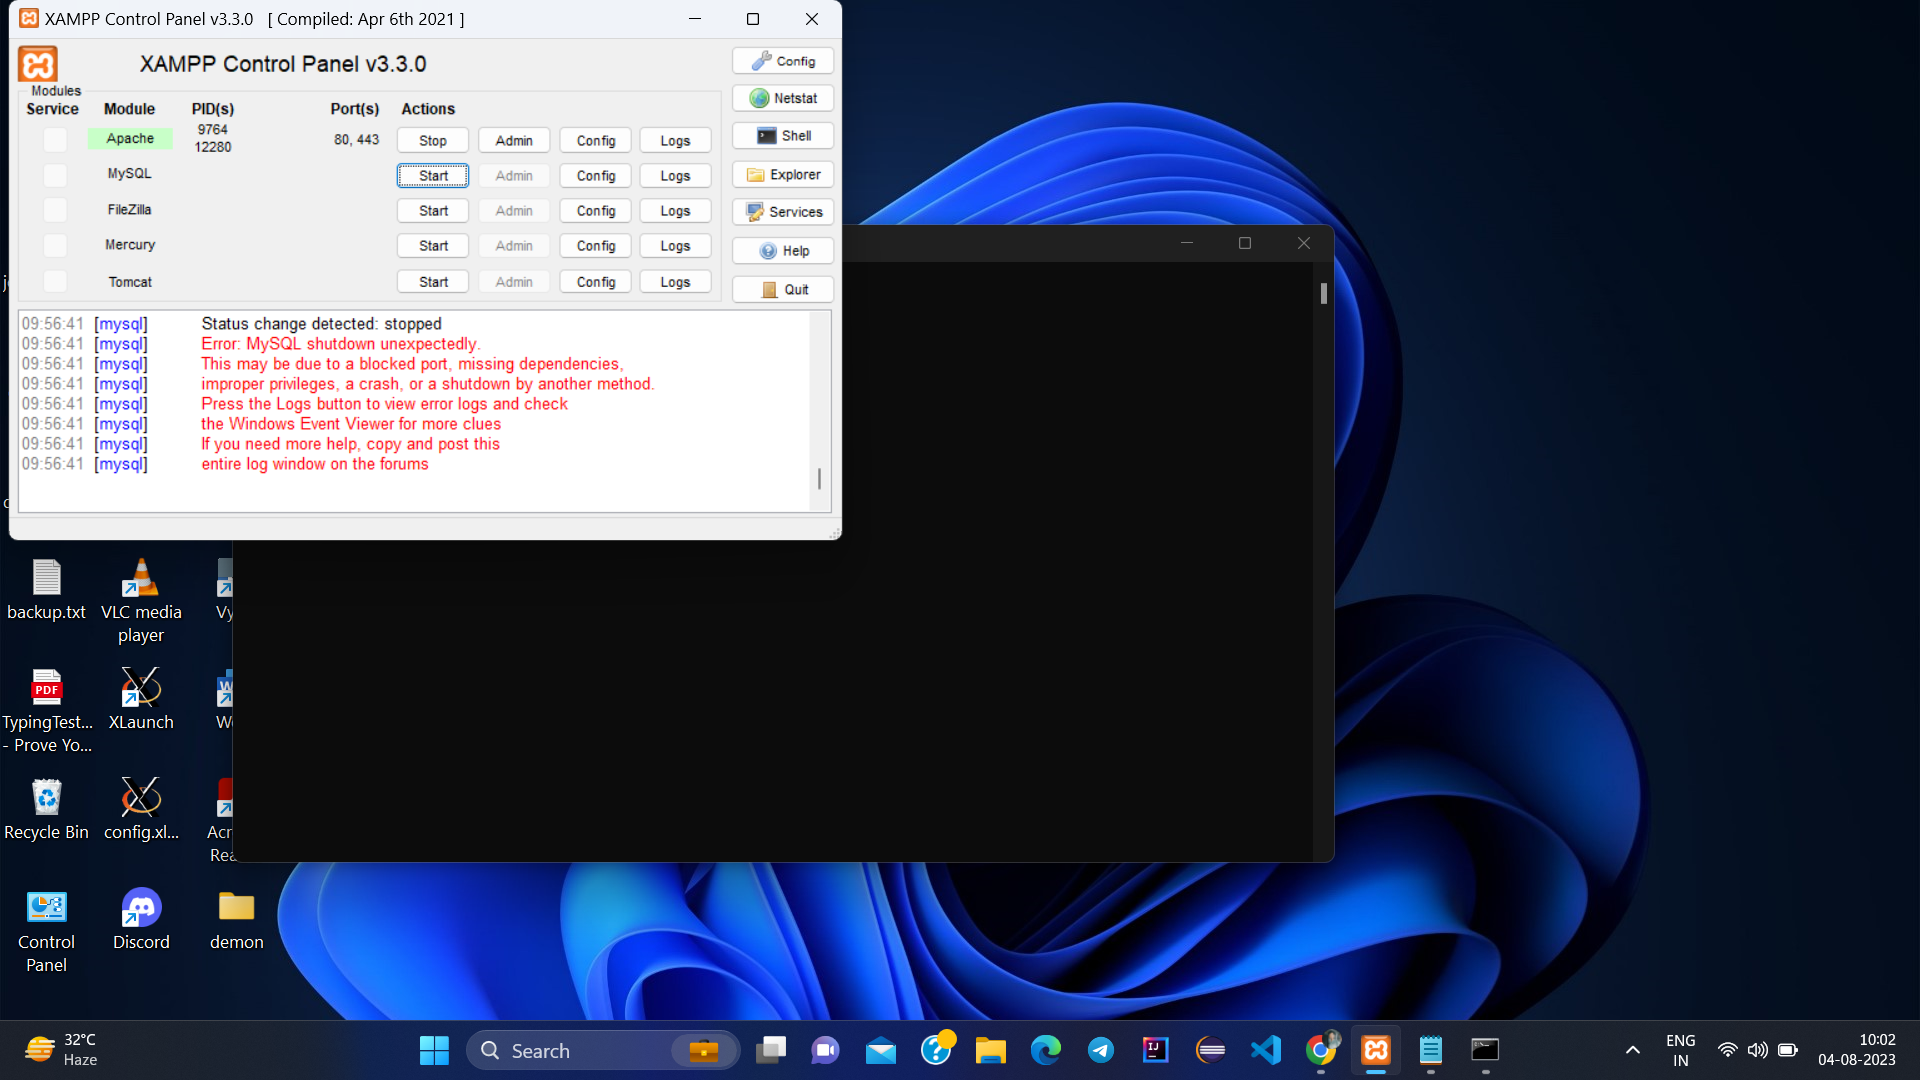 XAMPP Control Panel v3.3.0 [ Compiled: Apr 6th 2021 ]
XAMPP Control Panel v3.3.0
Config
Modules
Service Module PID(s) Port(s) Actions
Netstat
Apache 9764 12280 80, 443 Stop Admin Config Logs
Shell
MySQL Start Admin Config Logs
Explorer
FileZilla Start Admin Config Logs
Services
Mercury Start Admin Config Logs
Help
Tomcat Start Admin Config Logs
Quit
09:56:41 [mysql] Status change detected: stopped
09:56:41 [mysql] Error: MySQL shutdown unexpectedly.
09:56:41 [mysql] This may be due to a blocked port, missing dependencies,
09:56:41 [mysql] improper privileges, a crash, or a shutdown by another method.
09:56:41 [mysql] Press the Logs button to view error logs and check
09:56:41 [mysql] the Windows Event Viewer for more clues
09:56:41 [mysql] If you need more help, copy and post this
09:56:41 [mysql] entire log window on the forums
backup.txt
VLC media
player
Vy
PDF
TypingTest...
- Prove Yo...
XLaunch
W
Recycle Bin
config.xl...
Acr
Rea
Control
Panel
Discord
demon
32°C
Haze
Search
IJ
ENG
IN
10:02
04-08-2023